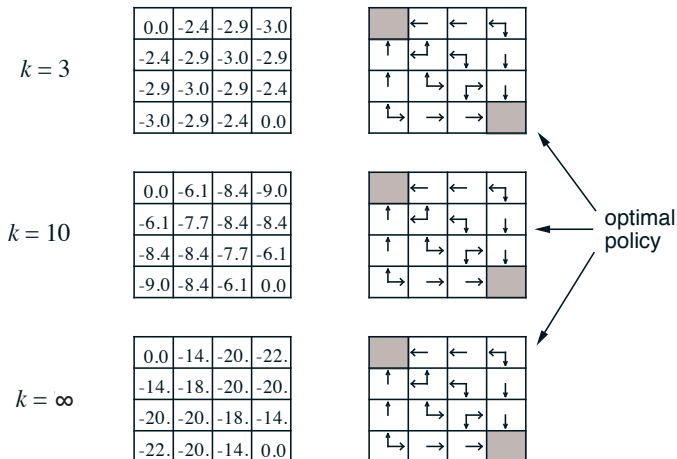 0.0 -2.4 -2.9 -3.0
-2.4 -2.9 -3.0 -2.9
k = 3
-2.9 -3.0 -2.9 -2.4
-3.0 -2.9 -2.4 0.0
0.0 -6.1 -8.4 -9.0
-6.1 -7.7 -8.4 -8.4
k = 10
-8.4 -8.4 -7.7 -6.1
-9.0 -8.4 -6.1 0.0
optimal
policy
0.0 -14. -20. -22.
-14. -18. -20. -20.
k = ∞
-20. -20. -18. -14.
-22. -20. -14. 0.0